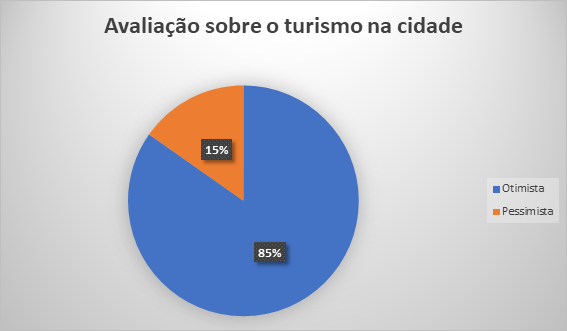 Avaliação sobre o turismo na cidade
15%
85%
Otimista
Pessimista